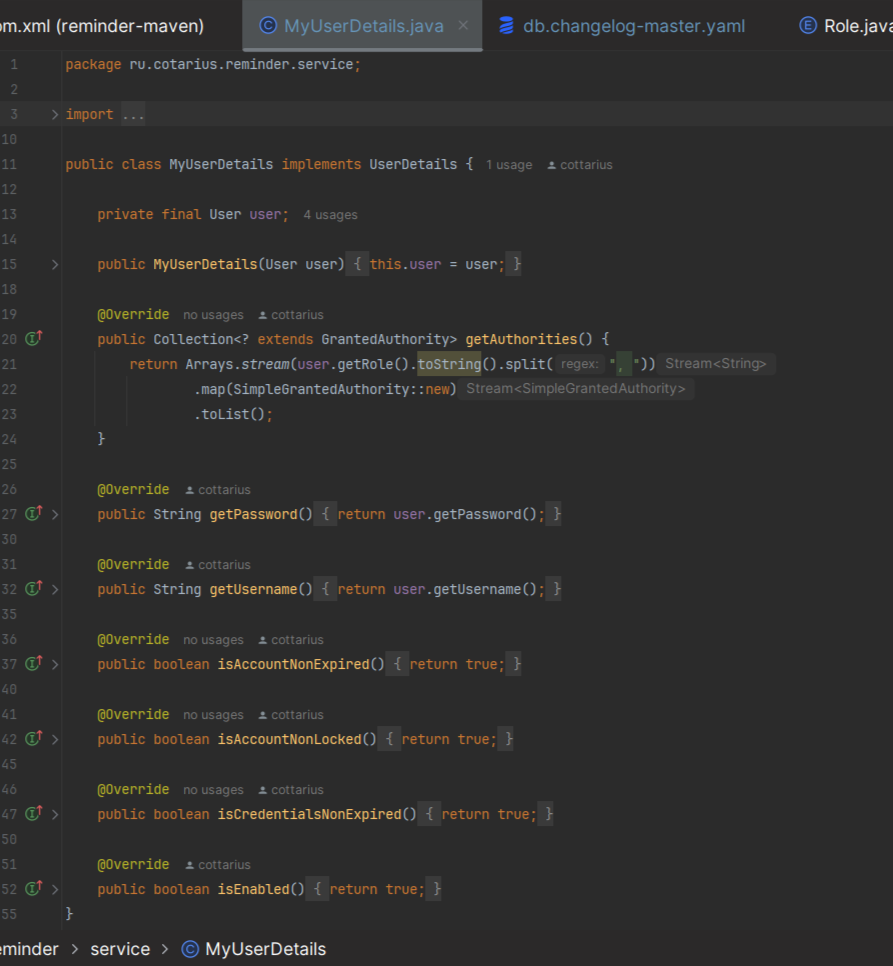 om.xml (reminder-maven) MyUserDetails.java × db.changelog-master.yaml Role.java
1 package ru.cotarius.reminder.service;
2
3 import ...
10
11 public class MyUserDetails implements UserDetails { 1 usage cottarius
12
13 private final User user; 4 usages
14
15 public MyUserDetails(User user) { this.user = user; }
18
19 @Override no usages cottarius
20 public Collection<? extends GrantedAuthority> getAuthorities() {
21 return Arrays.stream(user.getRole().toString().split( regex: ", ")) Stream<String>
22 .map(SimpleGrantedAuthority::new) Stream<SimpleGrantedAuthority>
23 .toList();
24 }
25
26 @Override cottarius
27 public String getPassword() { return user.getPassword(); }
30
31 @Override cottarius
32 public String getUsername() { return user.getUsername(); }
35
36 @Override no usages cottarius
37 public boolean isAccountNonExpired() { return true; }
40
41 @Override no usages cottarius
42 public boolean isAccountNonLocked() { return true; }
45
46 @Override no usages cottarius
47 public boolean isCredentialsNonExpired() { return true; }
50
51 @Override cottarius
52 public boolean isEnabled() { return true; }
55 }
eminder > service > MyUserDetails